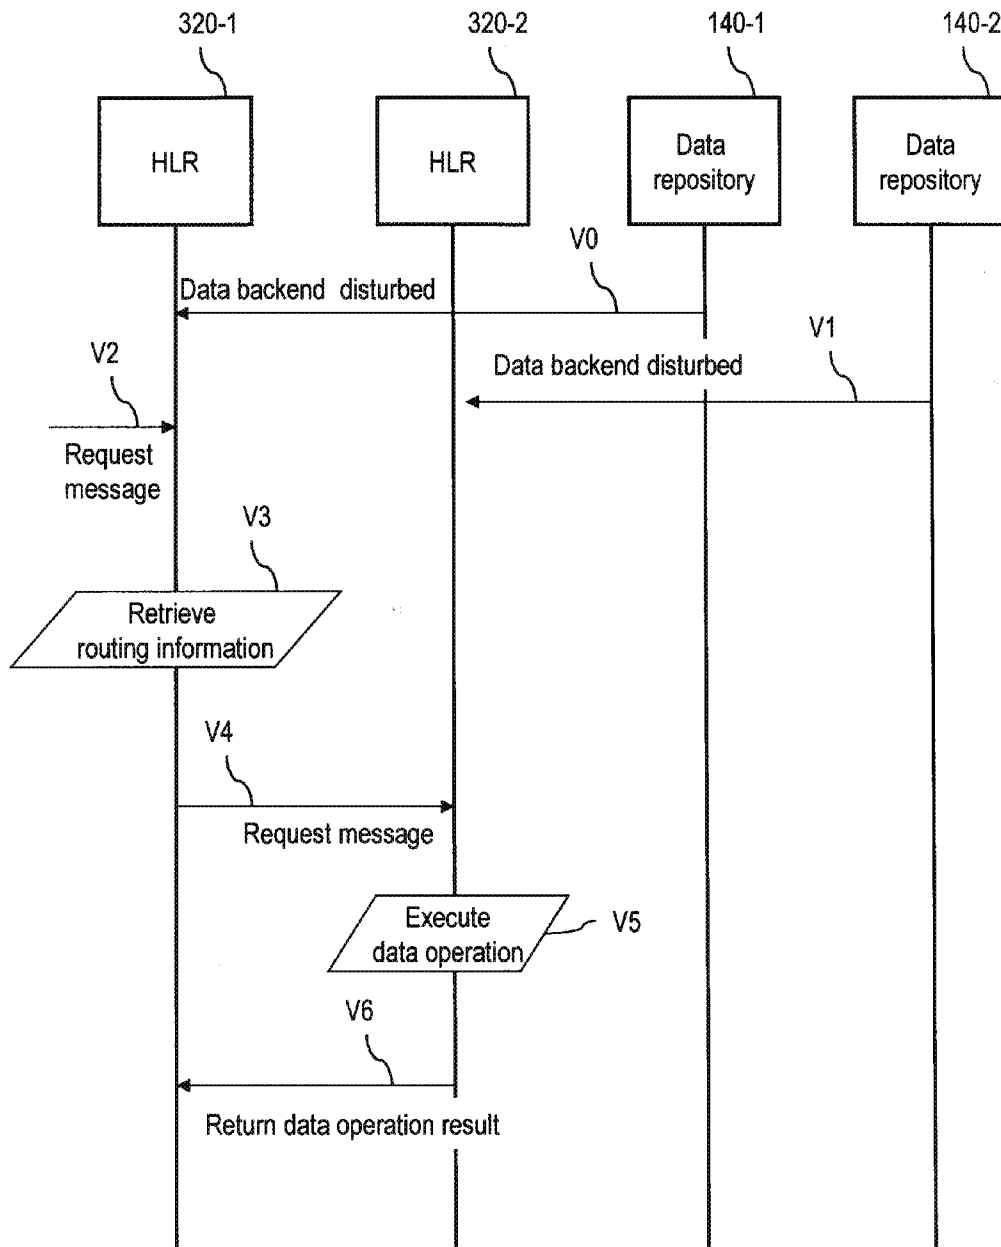 320-1
320-2
140-1
140-2
HLR
HLR
Data
repository
Data
repository
V0
Data backend disturbed
V1
Data backend disturbed
V2
Request
message
V3
Retrieve
routing information
V4
Request message
Execute
data operation
V5
V6
Return data operation result